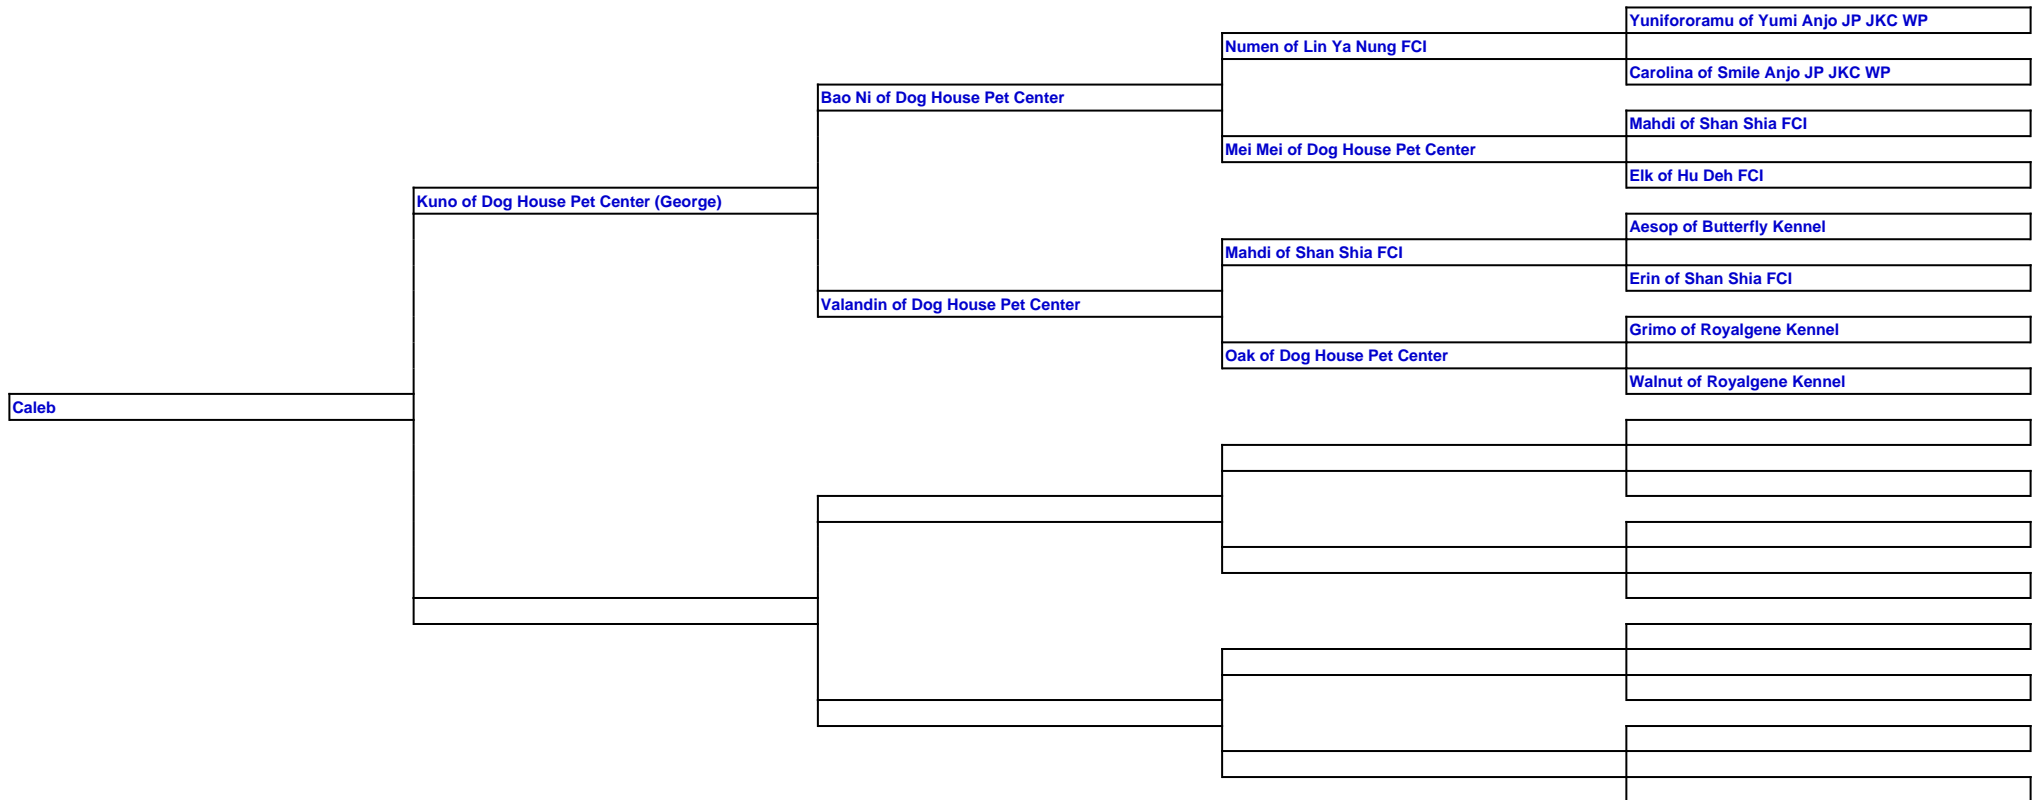 Yunifororamu of Yumi Anjo JP JKC WP
Numen of Lin Ya Nung FCI
Carolina of Smile Anjo JP JKC WP
Bao Ni of Dog House Pet Center
Mahdi of Shan Shia FCI
Mei Mei of Dog House Pet Center
Elk of Hu Deh FCI
Kuno of Dog House Pet Center (George)
Aesop of Butterfly Kennel
Mahdi of Shan Shia FCI
Erin of Shan Shia FCI
Valandin of Dog House Pet Center
Grimo of Royalgene Kennel
Oak of Dog House Pet Center
Walnut of Royalgene Kennel
Caleb